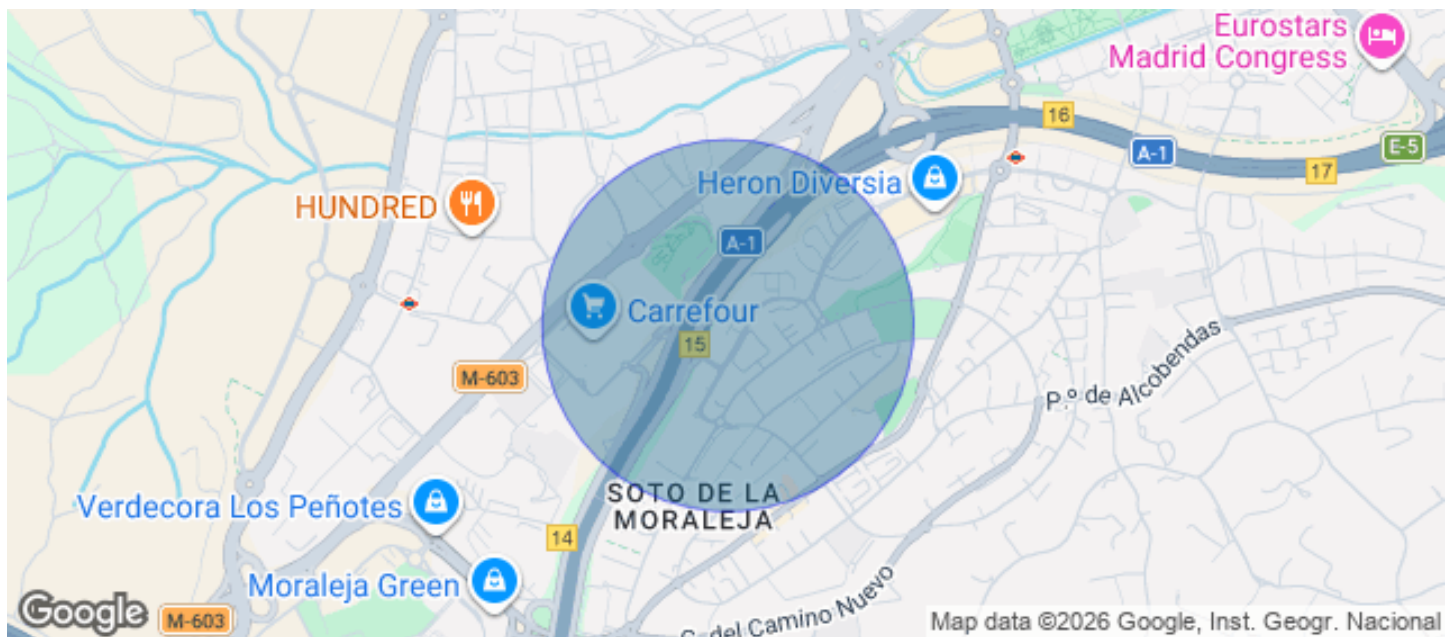 Eurostars
Madrid Congress
16
A-1
E-5
17
Heron Diversia
HUNDRED
A-1
Carrefour
15
M-603
P.º de Alcobendas
SOTO DE LA
MORALEJA
Verdecora Los Peñotes
14
Moraleja Green
C. del Camino Nuevo
Google
M-603
Map data ©2026 Google, Inst. Geogr. Nacional